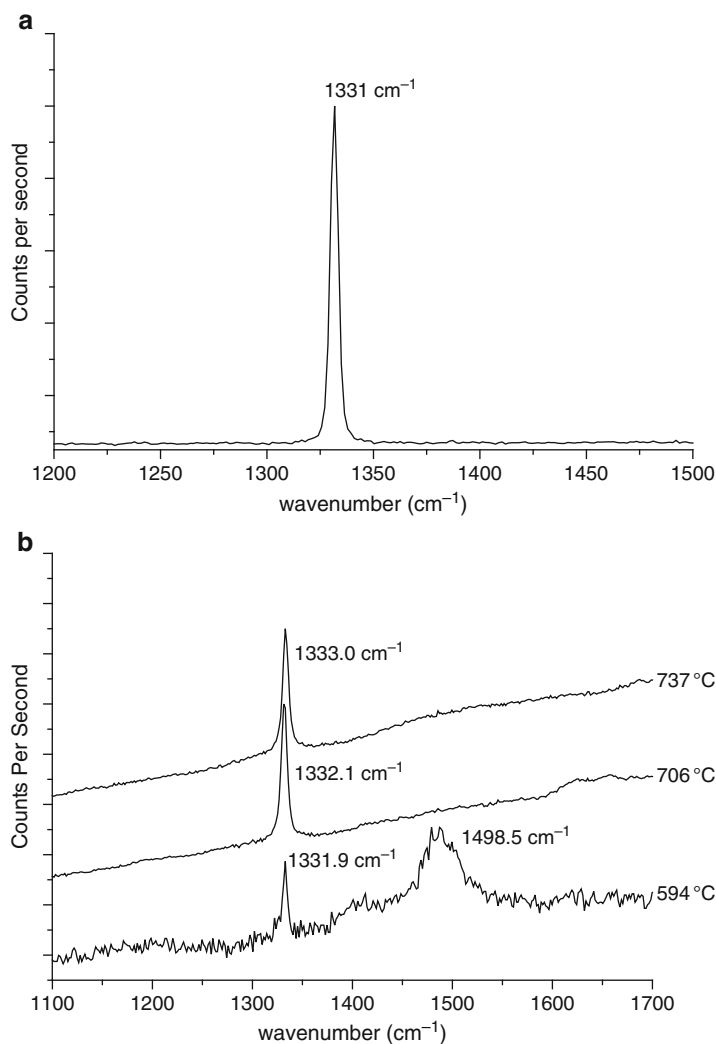 a
1331 cm⁻¹
Counts per second
1200 1250 1300 1350 1400 1450 1500
wavenumber (cm⁻¹)
b
1333.0 cm⁻¹
737 °C
1332.1 cm⁻¹
706 °C
Counts Per Second
1331.9 cm⁻¹
1498.5 cm⁻¹
594 °C
1100 1200 1300 1400 1500 1600 1700
wavenumber (cm⁻¹)